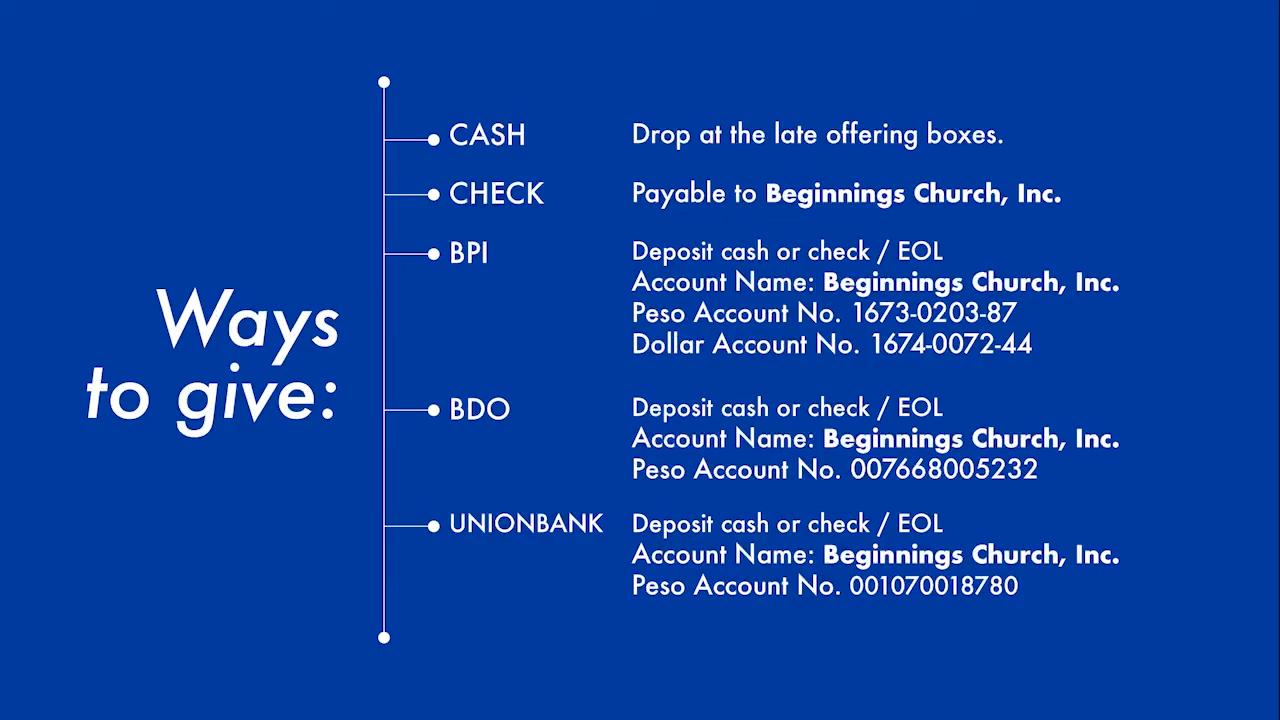 Ways
to give:
CASH
Drop at the late offering boxes.
CHECK
Payable to Beginnings Church, Inc.
BPI
Deposit cash or check / EOL
Account Name: Beginnings Church, Inc.
Peso Account No. 1673-0203-87
Dollar Account No. 1674-0072-44
BDO
Deposit cash or check / EOL
Account Name: Beginnings Church, Inc.
Peso Account No. 007668005232
UNIONBANK
Deposit cash or check / EOL
Account Name: Beginnings Church, Inc.
Peso Account No. 001070018780